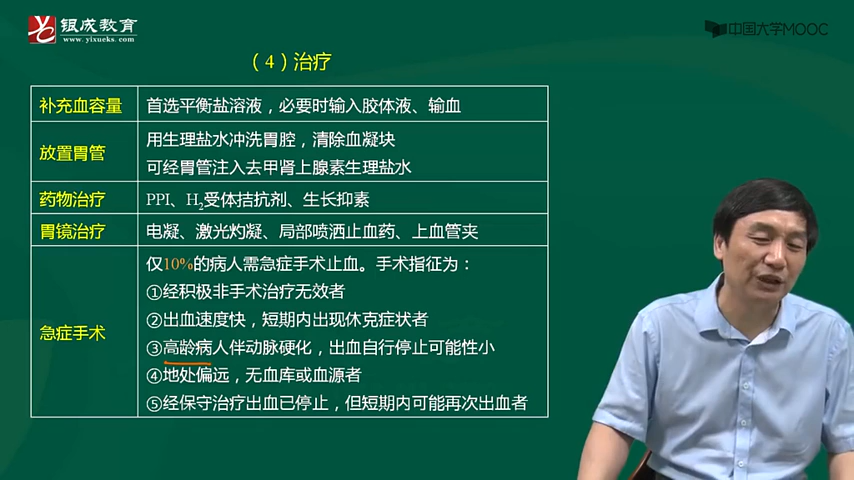 银成教育
www.yixueks.com
中国大学MOOC
（4）治疗
补充血容量
首选平衡盐溶液，必要时输入胶体液、输血
放置胃管
用生理盐水冲洗胃腔，清除血凝块
可经胃管注入去甲肾上腺素生理盐水
药物治疗
PPI、H2受体拮抗剂、生长抑素
胃镜治疗
电凝、激光灼凝、局部喷洒止血药、上血管夹
急症手术
仅10%的病人需急症手术止血。手术指征为：
①经积极非手术治疗无效者
②出血速度快，短期内出现休克症状者
③高龄病人伴动脉硬化，出血自行停止可能性小
④地处偏远，无血库或血源者
⑤经保守治疗出血已停止，但短期内可能再次出血者